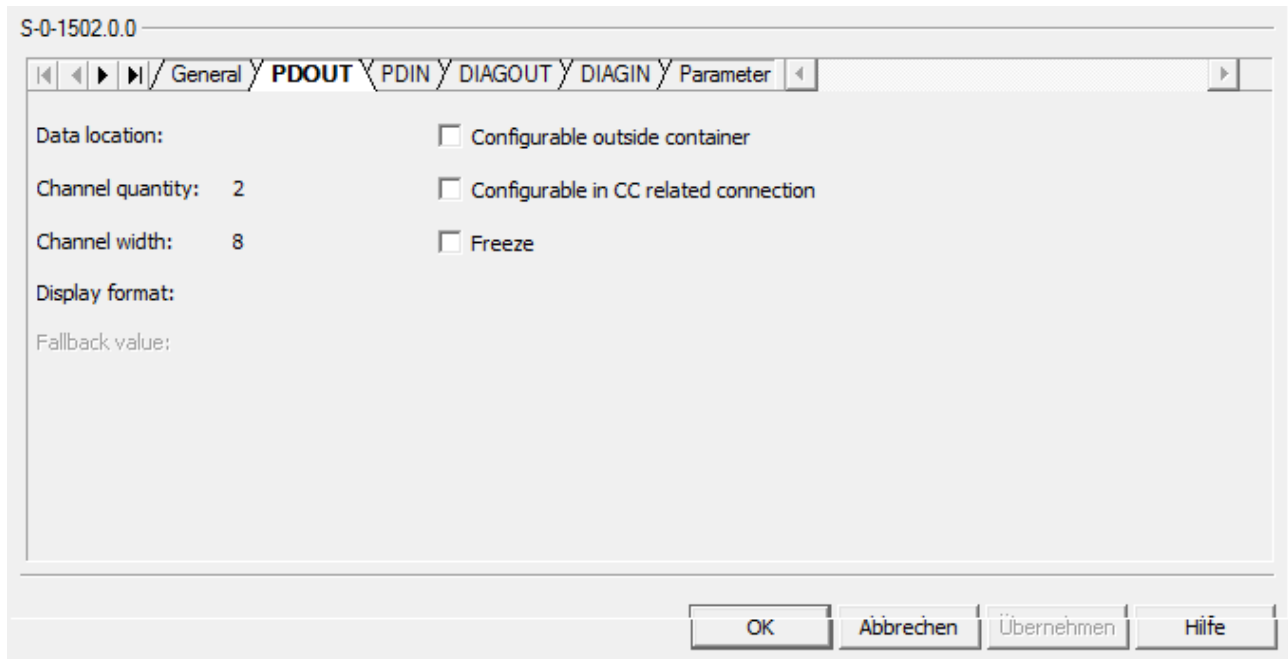 S-0-1502.0.0
General PDOUT PDIN DIAGOUT DIAGIN Parameter
Data location: Configurable outside container
Channel quantity: 2 Configurable in CC related connection
Channel width: 8 Freeze
Display format:
Fallback value:
OK Abbrechen Übernehmen Hilfe